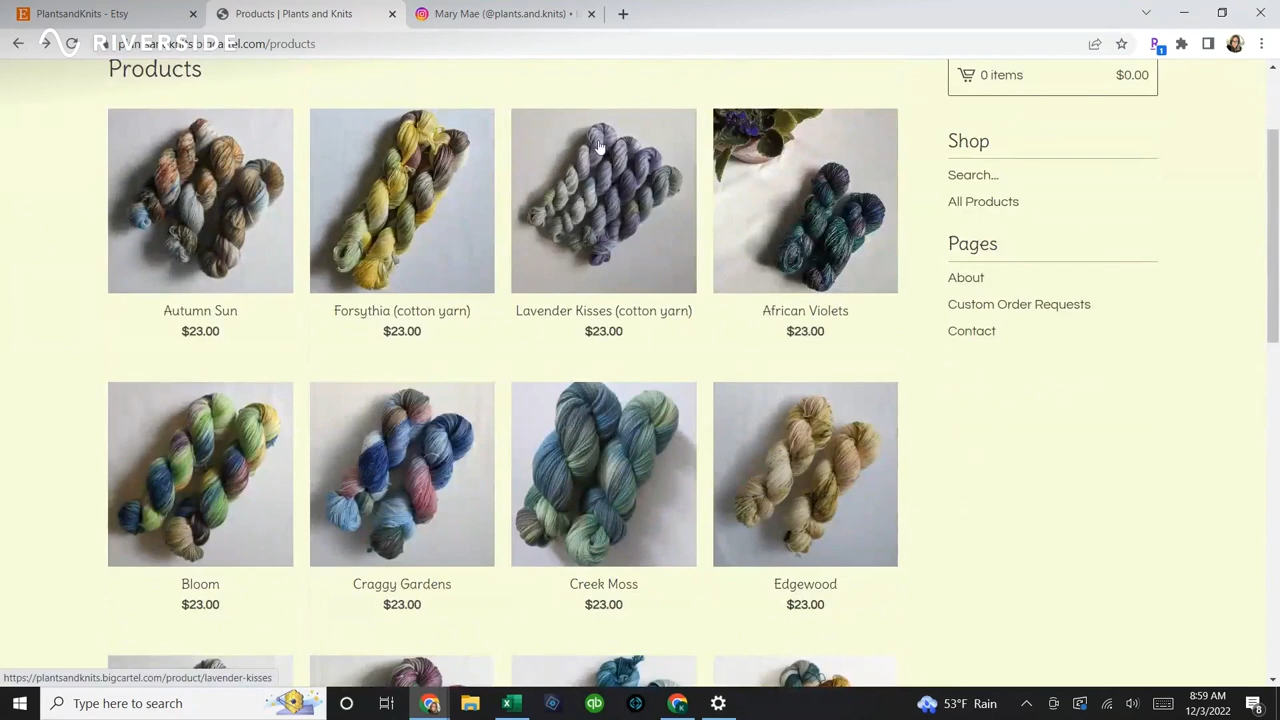 PlantsandKnits - Etsy
Products | Plants and Knits
Mary Mae (@plants.and.knits) •
RIVERSIDE
plantsandknits.bigcartel.com/products
1
Products
0 items $0.00
Shop
Search...
All Products
Pages
About
Custom Order Requests
Contact
Autumn Sun
$23.00
Forsythia (cotton yarn)
$23.00
Lavender Kisses (cotton yarn)
$23.00
African Violets
$23.00
Bloom
$23.00
Craggy Gardens
$23.00
Creek Moss
$23.00
Edgewood
$23.00
https://plantsandknits.bigcartel.com/product/lavender-kisses
Type here to search
qb
53°F Rain
8:59 AM
12/3/2022
8